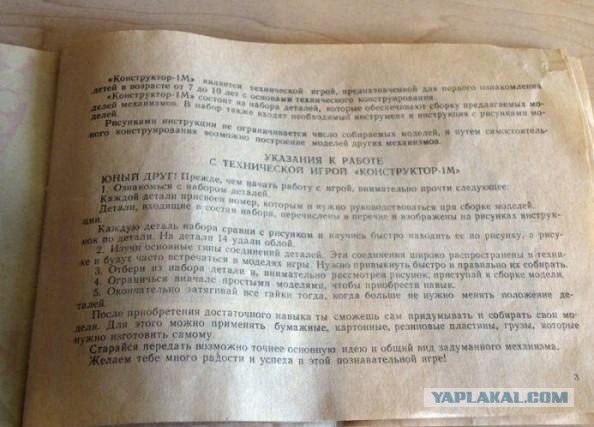 «Конструктор-1М» является технической игрой, предназначенной для первого ознакомления
детей в возрасте от 7 до 10 лет с основами технического конструирования.
«Конструктор-1М» состоит из набора деталей, которые обеспечивают сборку предлагаемых мо-
делей механизмов. В набор также входят необходимый инструмент и инструкция с рисунками мо-
Рисунками инструкции не ограничивается число собираемых моделей, и путем самостоятель-
ного конструирования возможно построение моделей других механизмов.
УКАЗАНИЯ К РАБОТЕ
С ТЕХНИЧЕСКОЙ ИГРОЙ «КОНСТРУКТОР-1М»
ЮНЫЙ ДРУГ! Прежде, чем начать работу с игрой, внимательно прочти следующее:
1. Ознакомься с набором деталей.
Каждой детали присвоен номер, которым и нужно руководствоваться при сборке моделей.
Детали, входящие в состав набора, перечислены в перечне и изображены на рисунках инструк-
ции.
Каждую деталь набора сравни с рисунком и научись быстро находить ее по рисунку, а рису-
нок по детали. На детали 14 удали облой.
2. Изучи основные типы соединений деталей. Эти соединения широко распространены в техни-
ке и будут часто встречаться в моделях игры. Нужно привыкнуть быстро и правильно их собирать.
3. Отбери из набора детали и, внимательно рассмотрев рисунок, приступай к сборке модели.
4. Ограничься вначале простыми моделями, чтобы приобрести навык.
5. Окончательно затягивай все гайки тогда, когда больше не нужно менять положение де-
талей.
После приобретения достаточного навыка ты сможешь сам придумывать и собирать свои мо-
дели. Для этого можно применять бумажные, картонные, резиновые пластины, грузы, которые
нужно изготовить самому.
Старайся передать возможно точнее основную идею и общий вид задуманного механизма.
Желаем тебе много радости и успеха в этой познавательной игре!
3
YAPLAKAL.COM